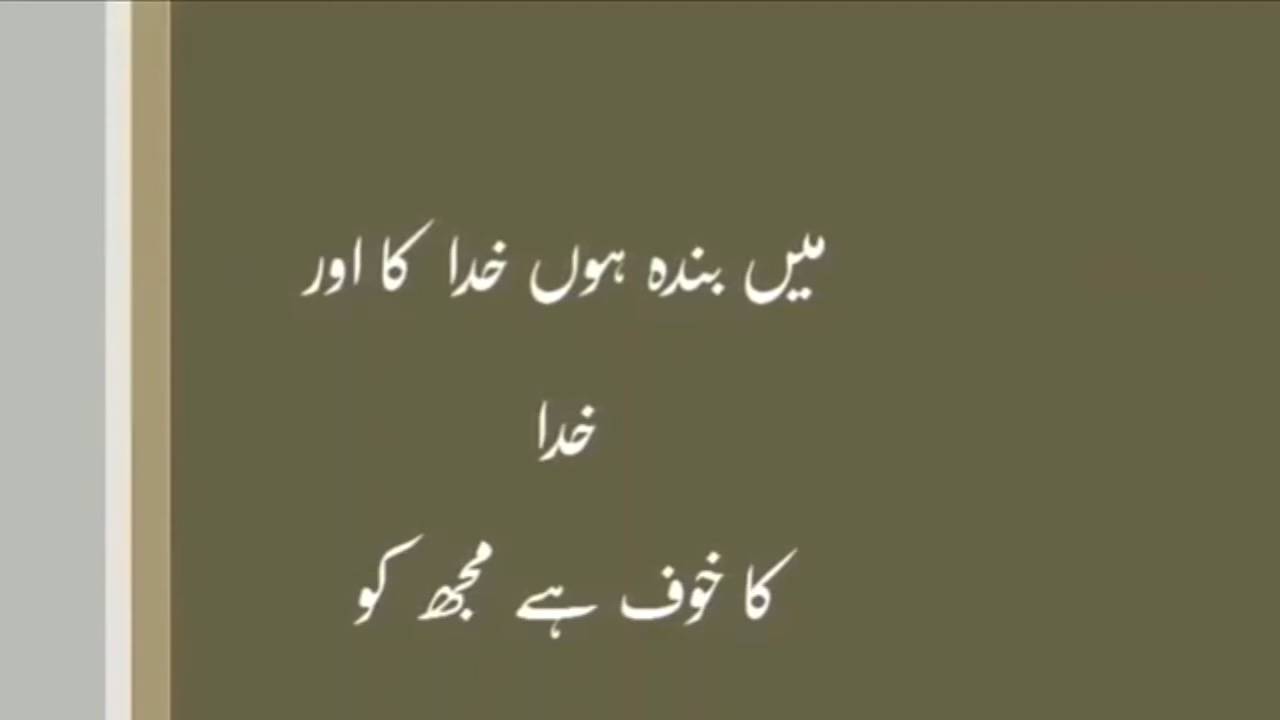 میں بندہ ہوں خدا کا اور
خدا
کا خوف ہے مجھ کو